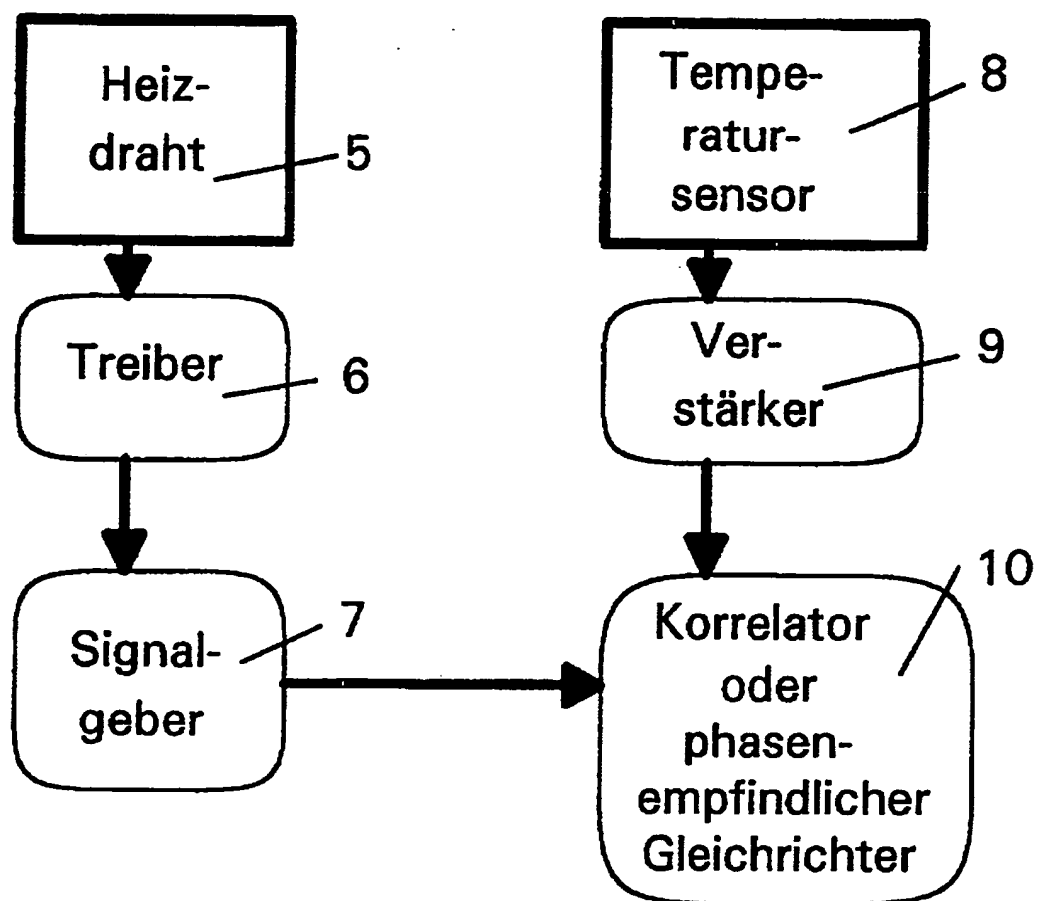 Heiz-
draht
5
Treiber
6
Signal-
geber
7
Tempe-
ratur-
sensor
8
Ver-
stärker
9
Korrelator
oder
phasen-
empfindlicher
Gleichrichter
10